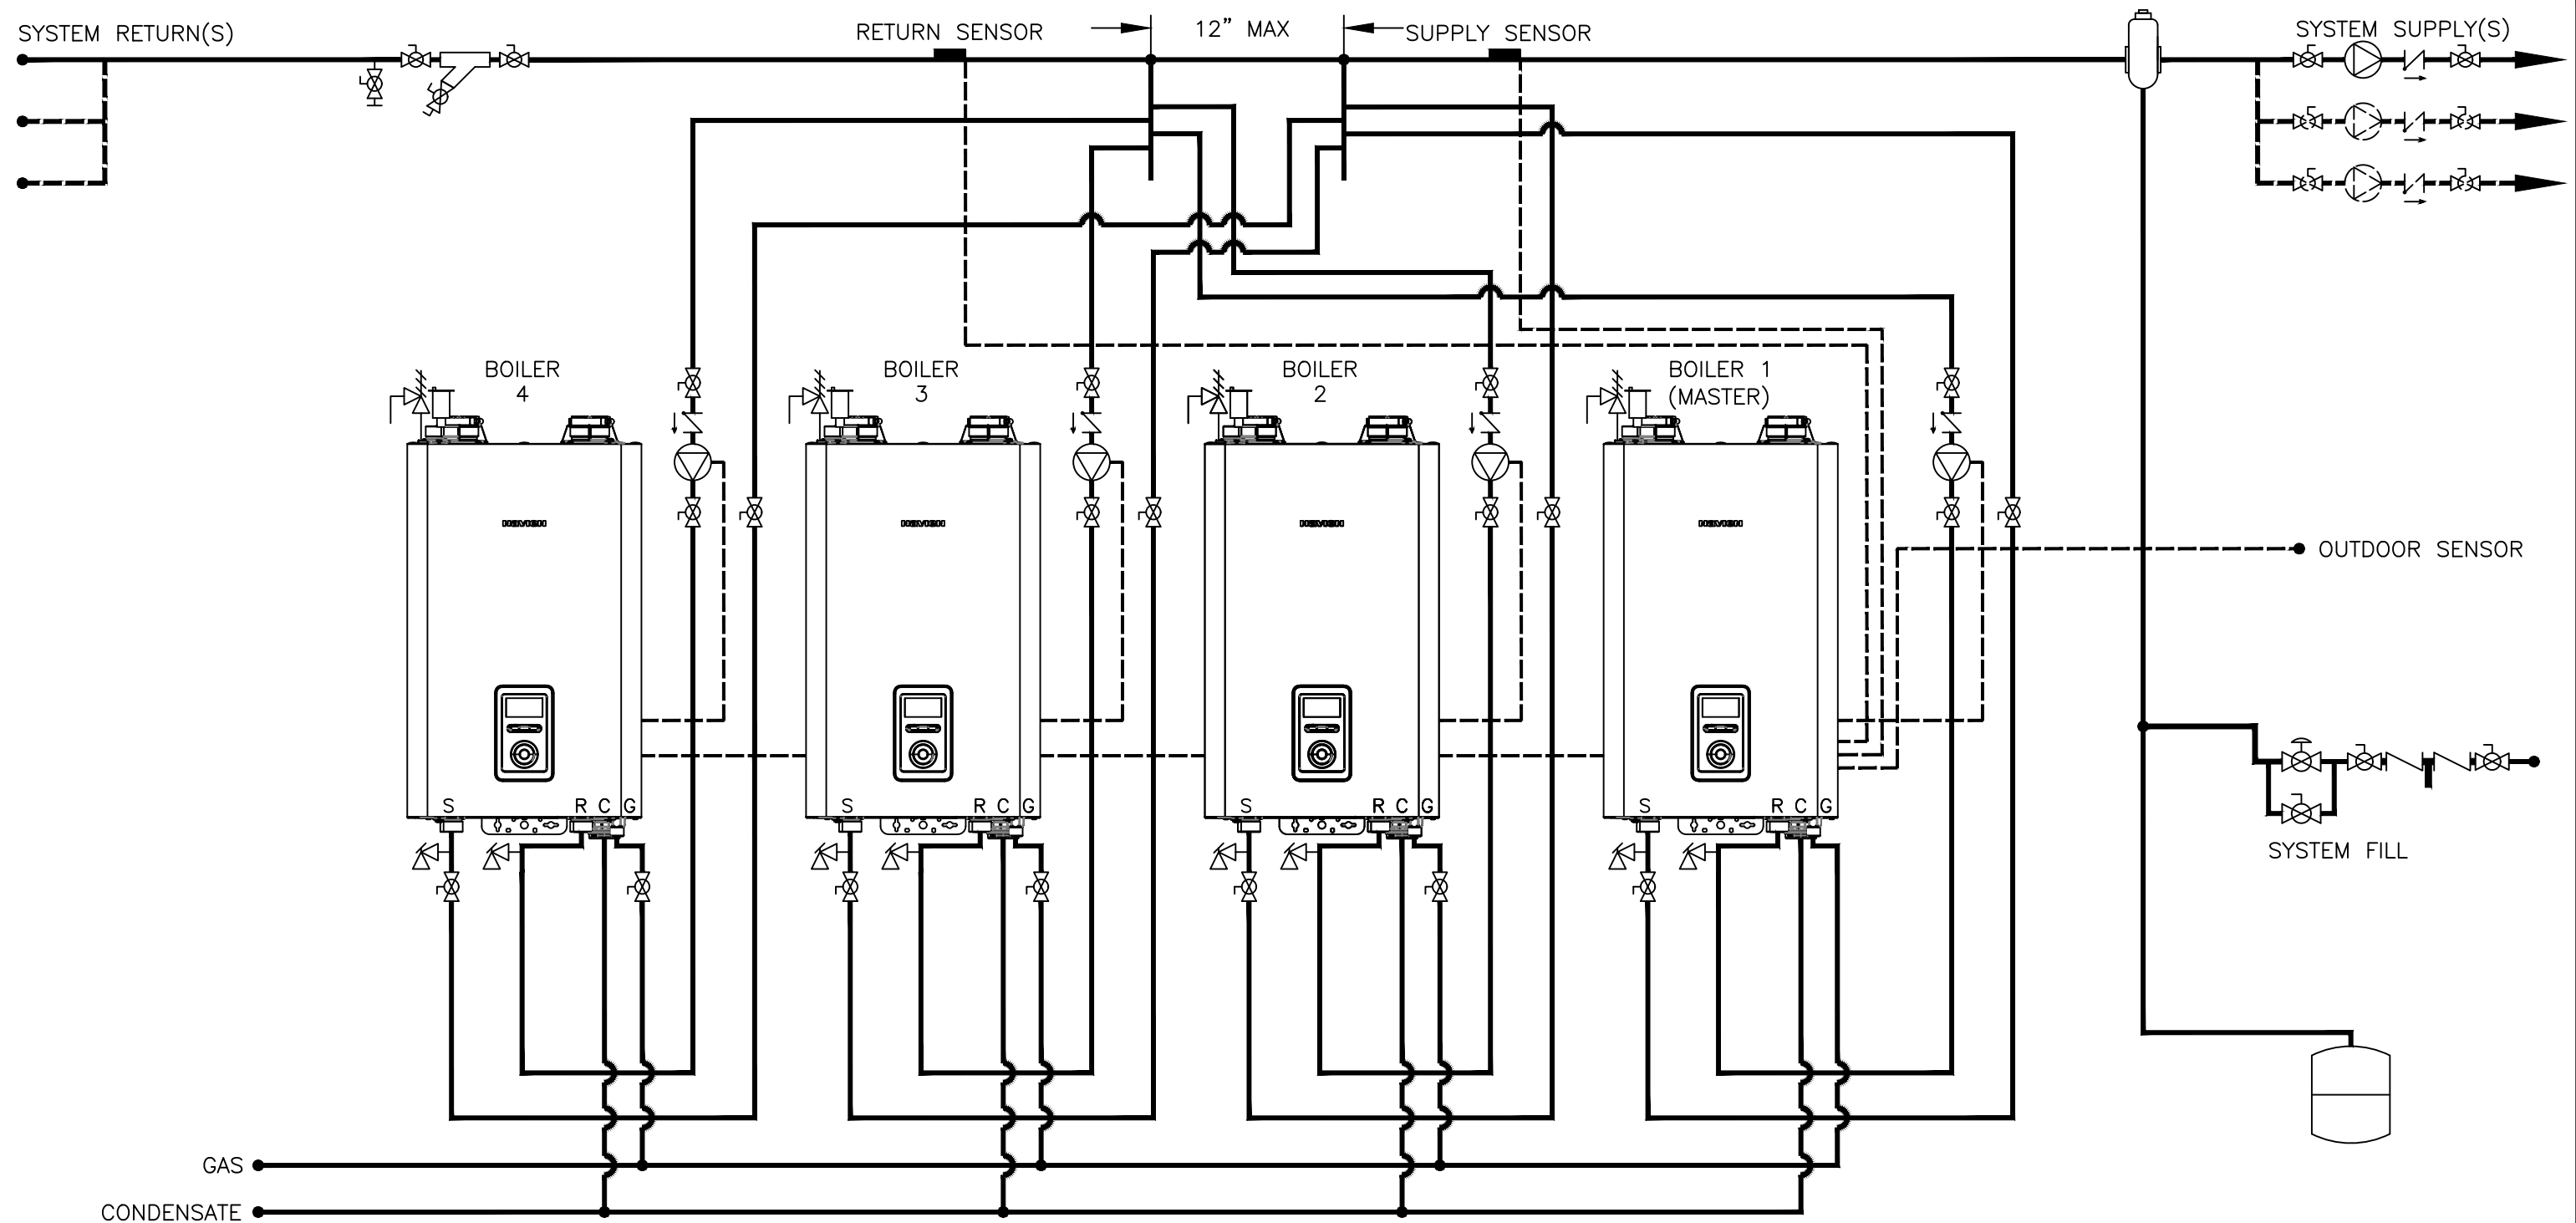 SYSTEM RETURN(S)
RETURN SENSOR
12" MAX
SUPPLY SENSOR
SYSTEM SUPPLY(S)
BOILER
4
BOILER
3
BOILER
2
BOILER 1
(MASTER)
OUTDOOR SENSOR
S R C G
S R C G
S R C G
S R C G
SYSTEM FILL
GAS
CONDENSATE